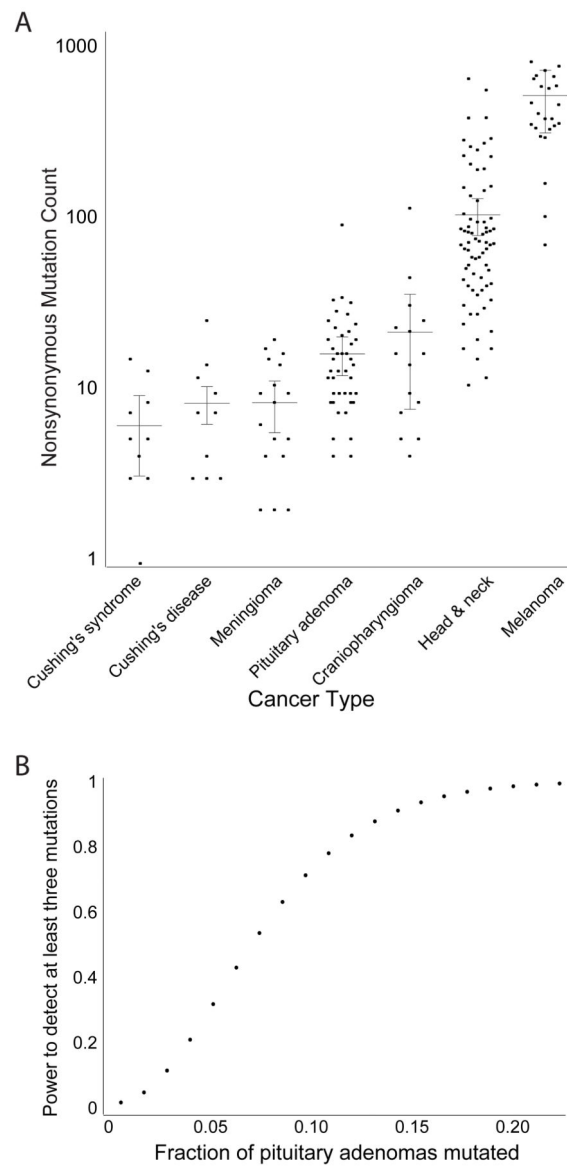 A
Nonsynonymous Mutation Count
1000
100
10
1
Cushing's syndrome
Cushing's disease
Meningioma
Pituitary adenoma
Craniopharyngioma
Head & neck
Melanoma
Cancer Type
B
Power to detect at least three mutations
1
0.8
0.6
0.4
0.2
0
0 0.05 0.10 0.15 0.20
Fraction of pituitary adenomas mutated